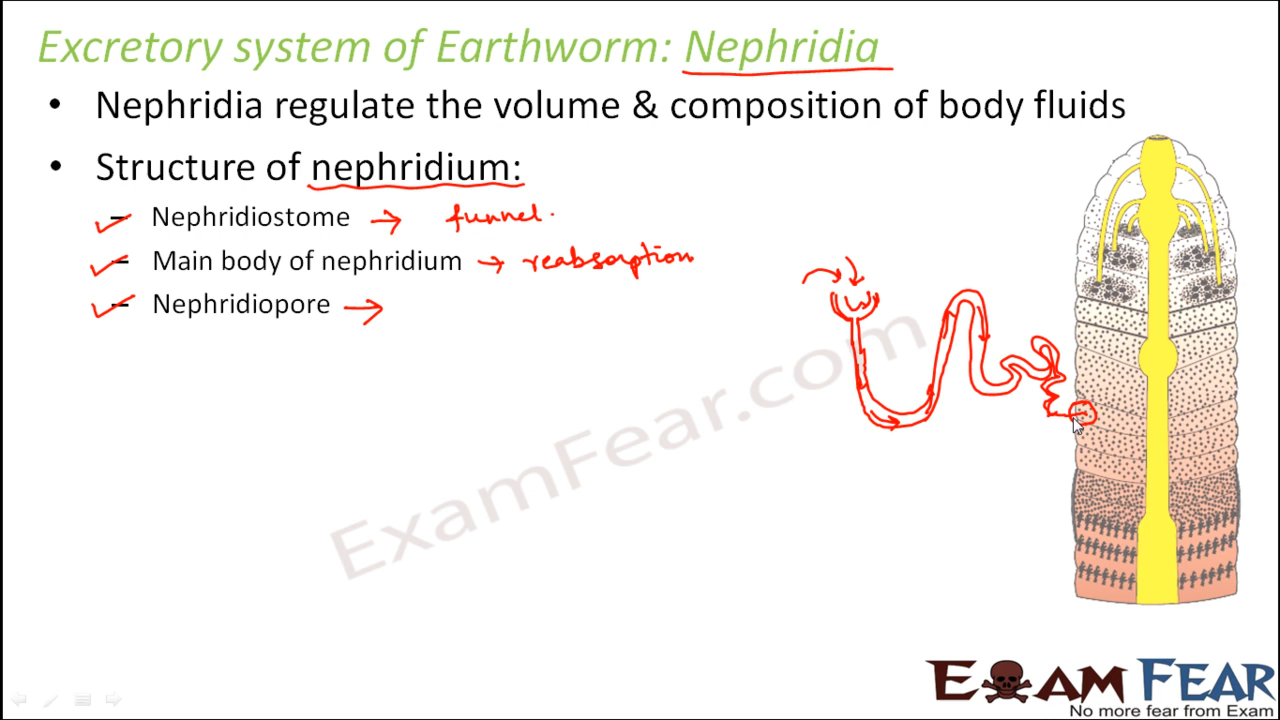 Excretory system of Earthworm: Nephridia
• Nephridia regulate the volume & composition of body fluids
• Structure of nephridium:
– Nephridiostome → funnel.
– Main body of nephridium → reabsorption
– Nephridiopore →
ExamFear.com
EXAM FEAR
No more fear from Exam